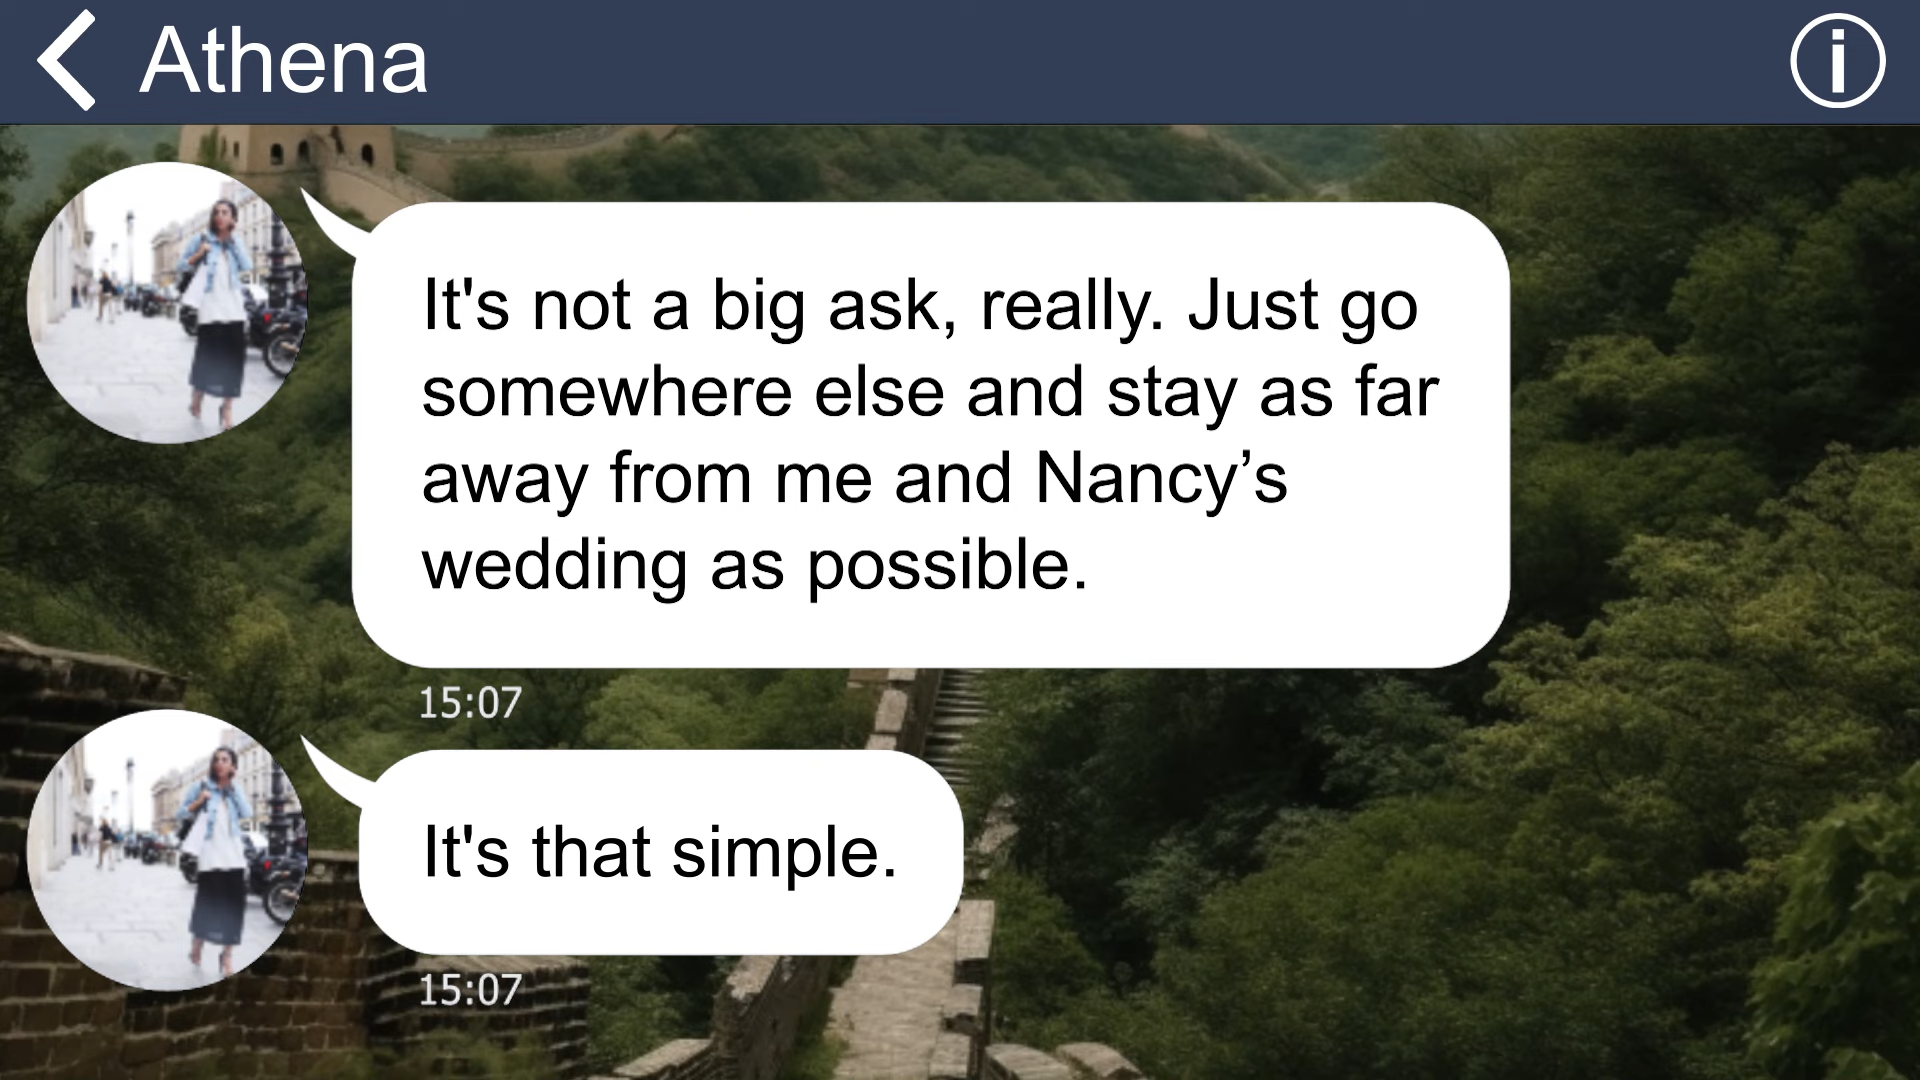 Athena
It's not a big ask, really. Just go
somewhere else and stay as far
away from me and Nancy’s
wedding as possible.
15:07
It's that simple.
15:07